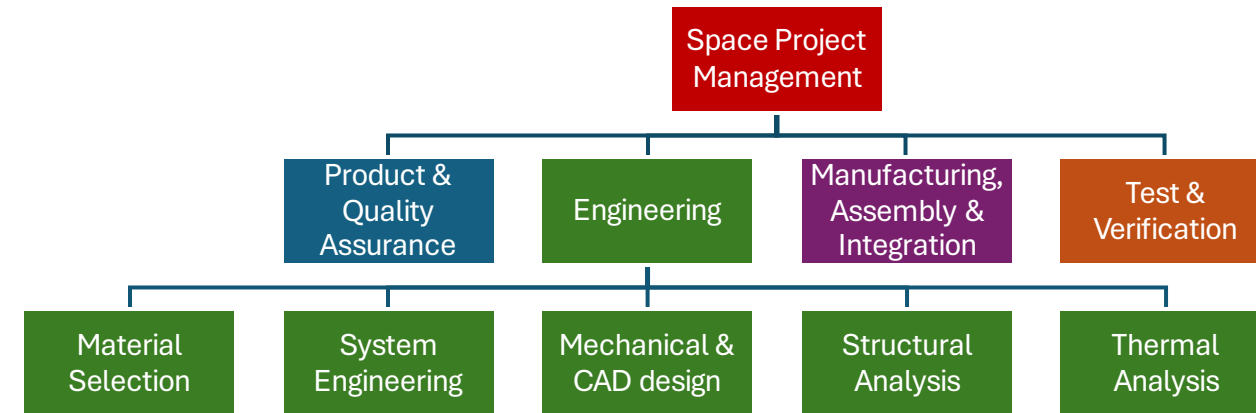 Space Project
Management
Product &
Quality
Assurance
Engineering
Manufacturing,
Assembly &
Integration
Test &
Verification
Material
Selection
System
Engineering
Mechanical &
CAD design
Structural
Analysis
Thermal
Analysis